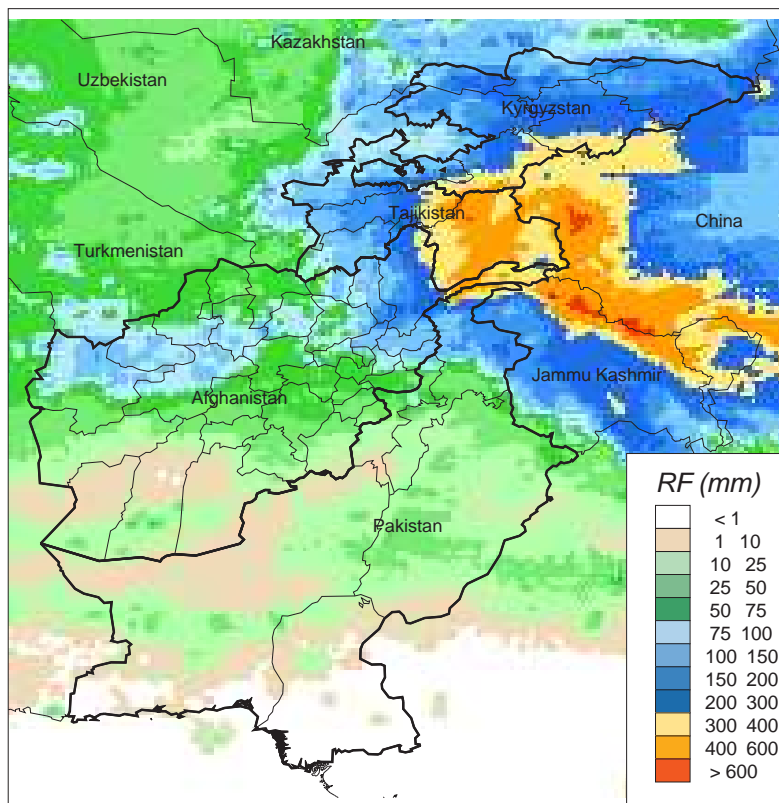 Kazakhstan
Uzbekistan
Kyrgyzstan
Tajikistan
China
Turkmenistan
Jammu Kashmir
Afghanistan
Pakistan
RF (mm)
< 1
1 10
10 25
25 50
50 75
75 100
100 150
150 200
200 300
300 400
400 600
> 600